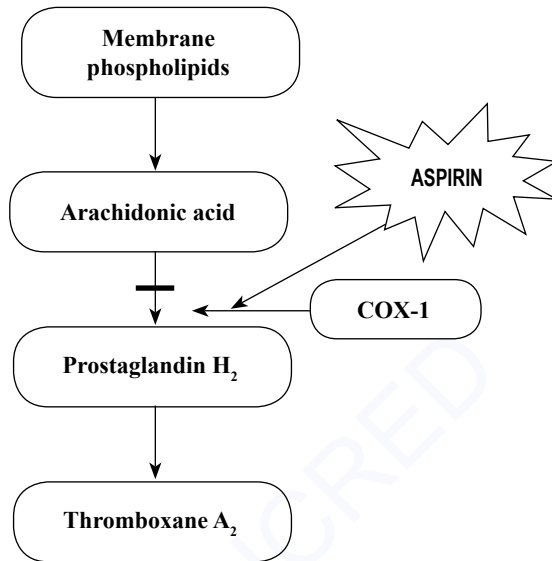 Membrane
phospholipids
ASPIRIN
Arachidonic acid
COX-1
Prostaglandin H₂
Thromboxane A₂